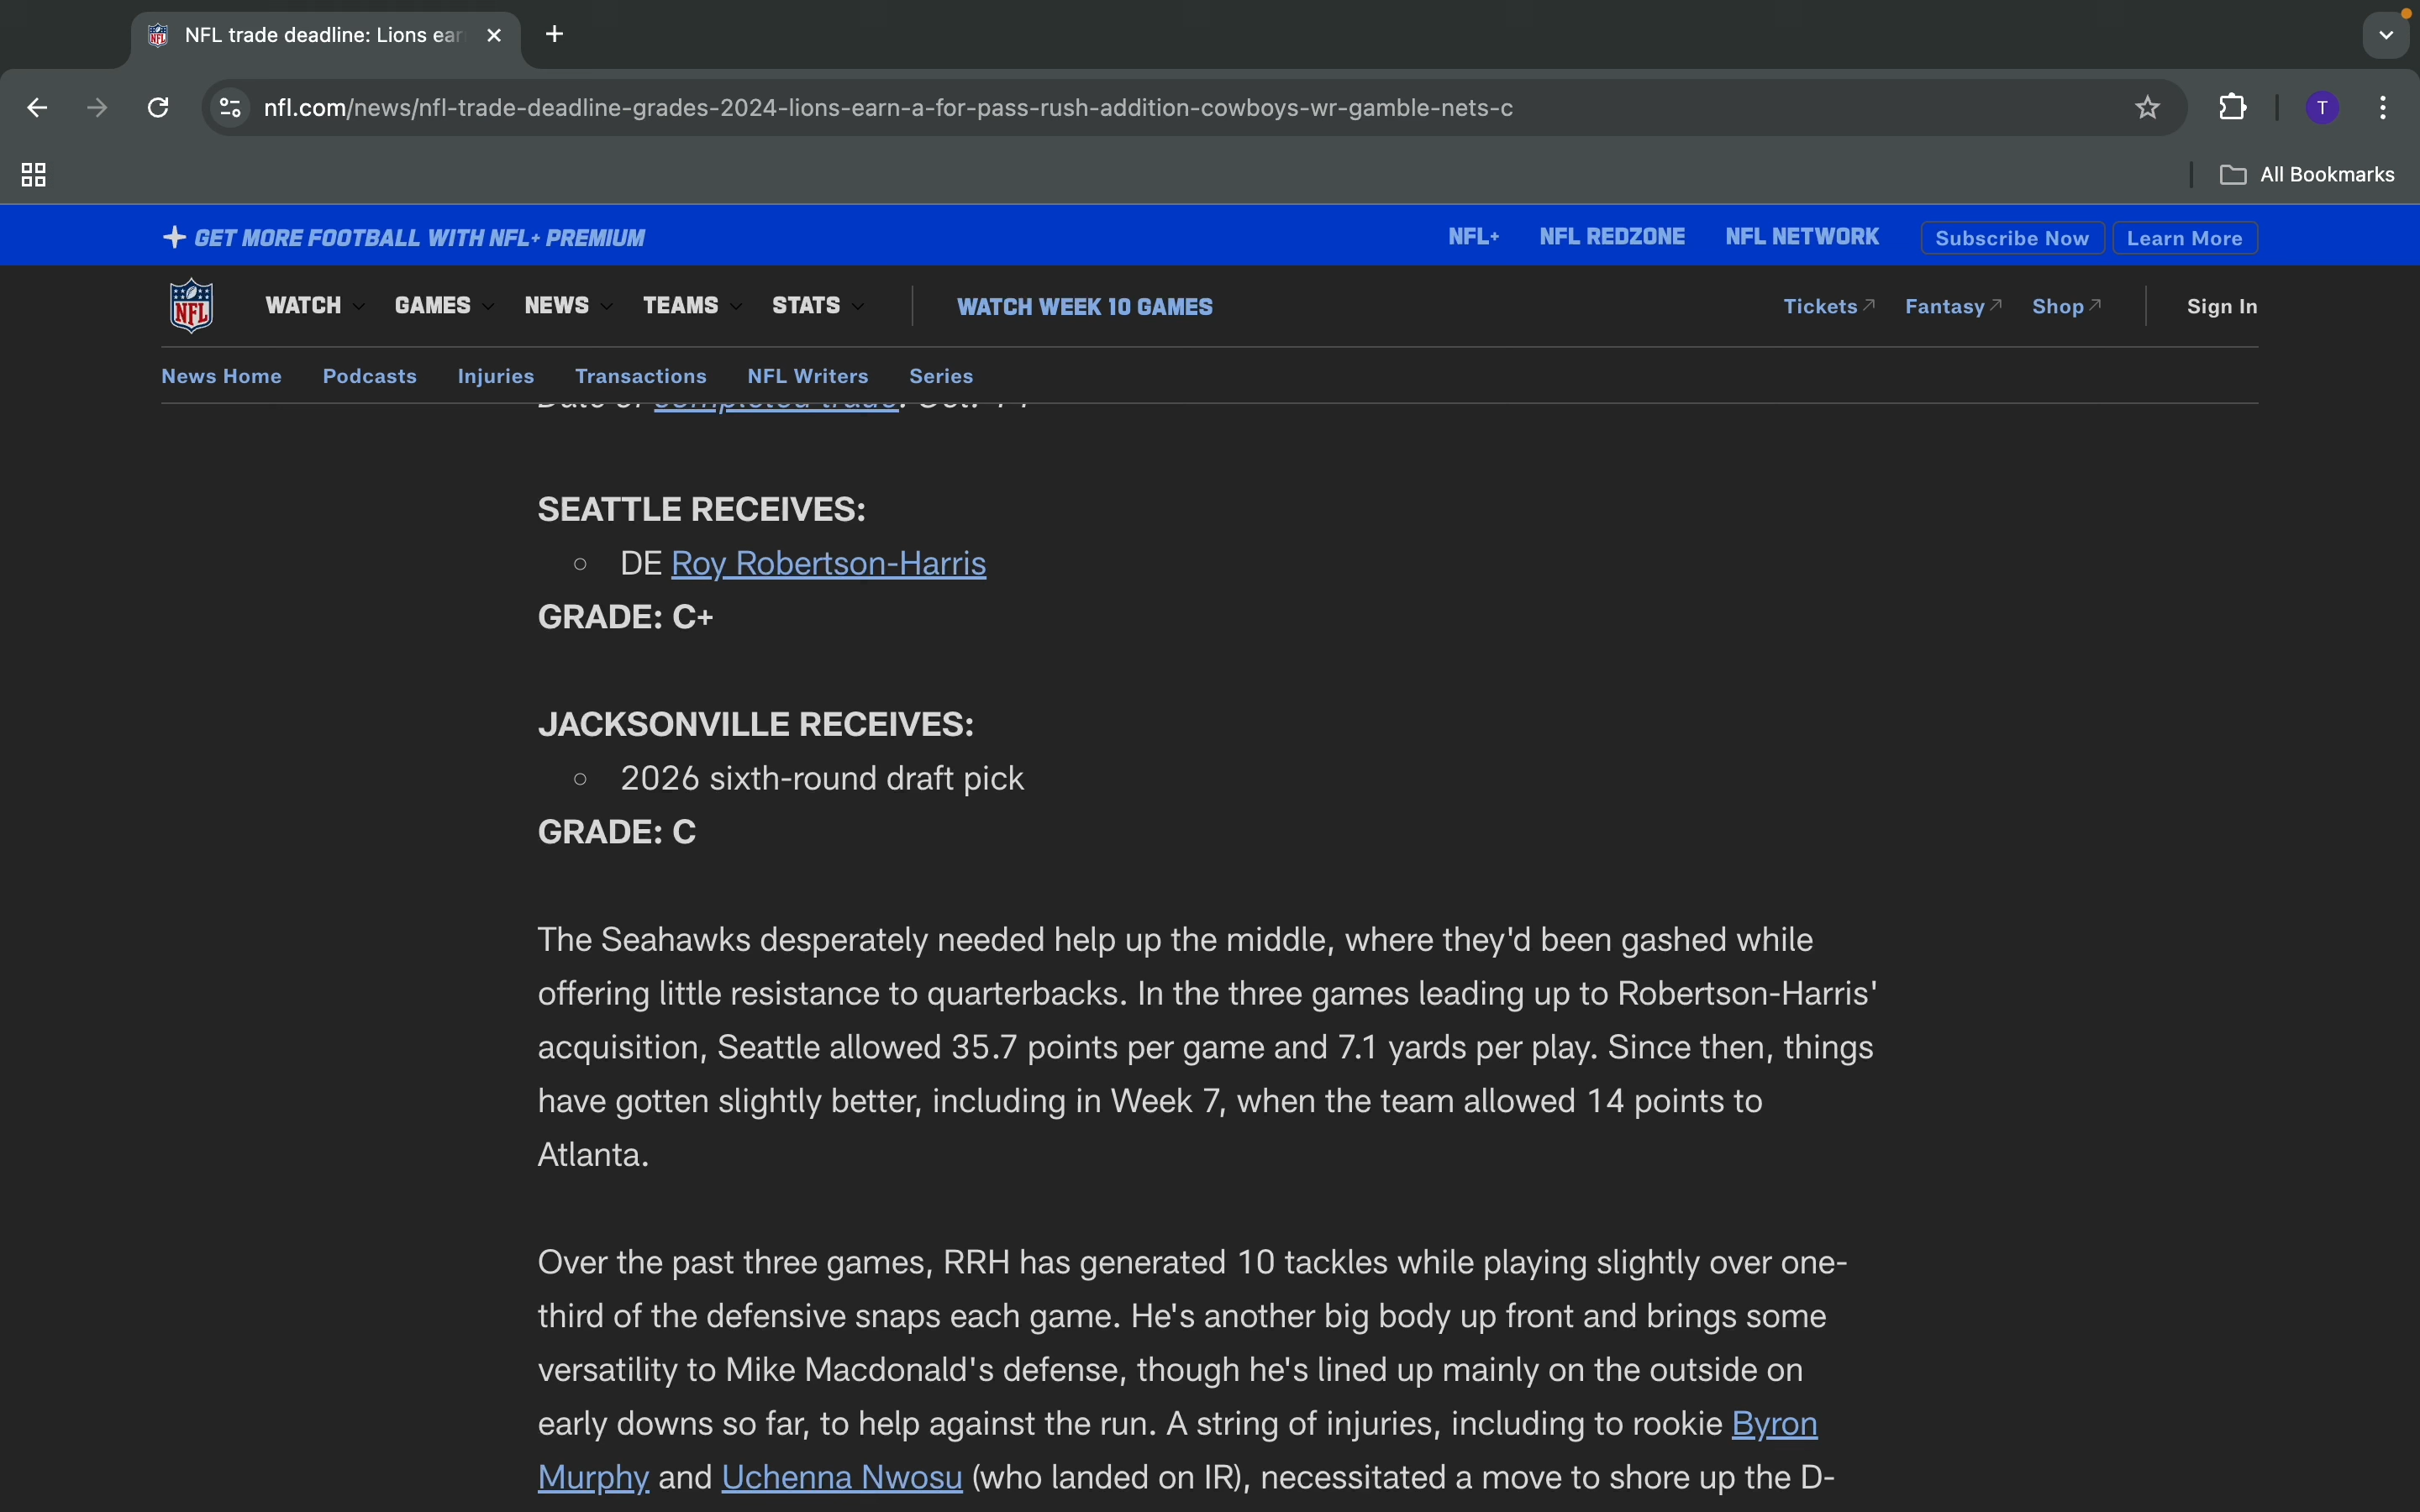 NFL trade deadline: Lions ear
nfl.com/news/nfl-trade-deadline-grades-2024-lions-earn-a-for-pass-rush-addition-cowboys-wr-gamble-nets-c
T
All Bookmarks
GET MORE FOOTBALL WITH NFL+ PREMIUM
NFL+ NFL REDZONE NFL NETWORK Subscribe Now Learn More
NFL WATCH GAMES NEWS TEAMS STATS WATCH WEEK 10 GAMES Tickets Fantasy Shop Sign In
News Home Podcasts Injuries Transactions NFL Writers Series
SEATTLE RECEIVES:
DE Roy Robertson-Harris
GRADE: C+
JACKSONVILLE RECEIVES:
2026 sixth-round draft pick
GRADE: C
The Seahawks desperately needed help up the middle, where they'd been gashed while
offering little resistance to quarterbacks. In the three games leading up to Robertson-Harris'
acquisition, Seattle allowed 35.7 points per game and 7.1 yards per play. Since then, things
have gotten slightly better, including in Week 7, when the team allowed 14 points to
Atlanta.
Over the past three games, RRH has generated 10 tackles while playing slightly over one-
third of the defensive snaps each game. He's another big body up front and brings some
versatility to Mike Macdonald's defense, though he's lined up mainly on the outside on
early downs so far, to help against the run. A string of injuries, including to rookie Byron
Murphy and Uchenna Nwosu (who landed on IR), necessitated a move to shore up the D-